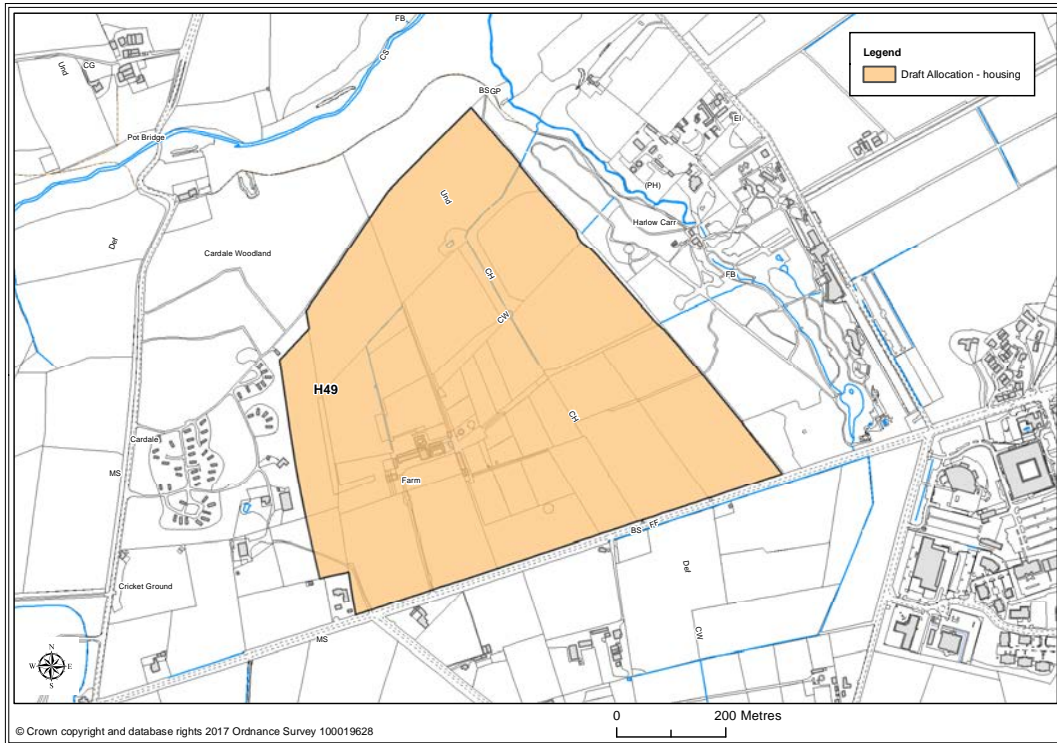 FB
Und
CG
CS
Legend
Draft Allocation - housing
BS
GP
El
Pot Bridge
Und
(PH)
Harlow Carr
Def
Cardale Woodland
CH
FB
CW
H49
CH
Cardale
MS
Farm
BS
FF
Def
Cricket Ground
MS
CW
N
W
E
S
0
200 Metres
© Crown copyright and database rights 2017 Ordnance Survey 100019628